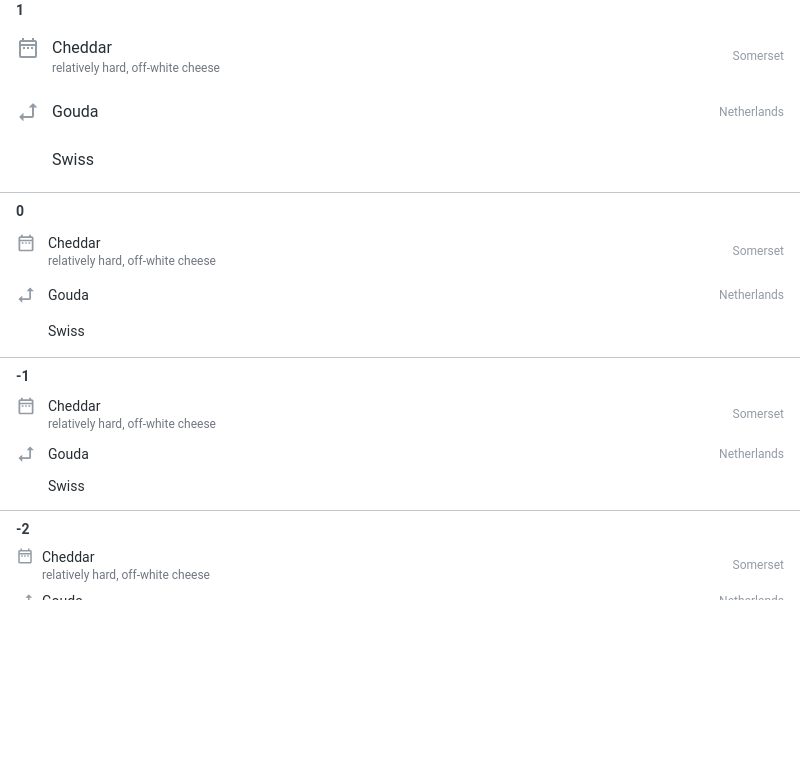 1
Cheddar
relatively hard, off-white cheese
Somerset
Gouda
Netherlands
Swiss
0
Cheddar
relatively hard, off-white cheese
Somerset
Gouda
Netherlands
Swiss
-1
Cheddar
relatively hard, off-white cheese
Somerset
Gouda
Netherlands
Swiss
-2
Cheddar
relatively hard, off-white cheese
Somerset
Gouda
Netherlands